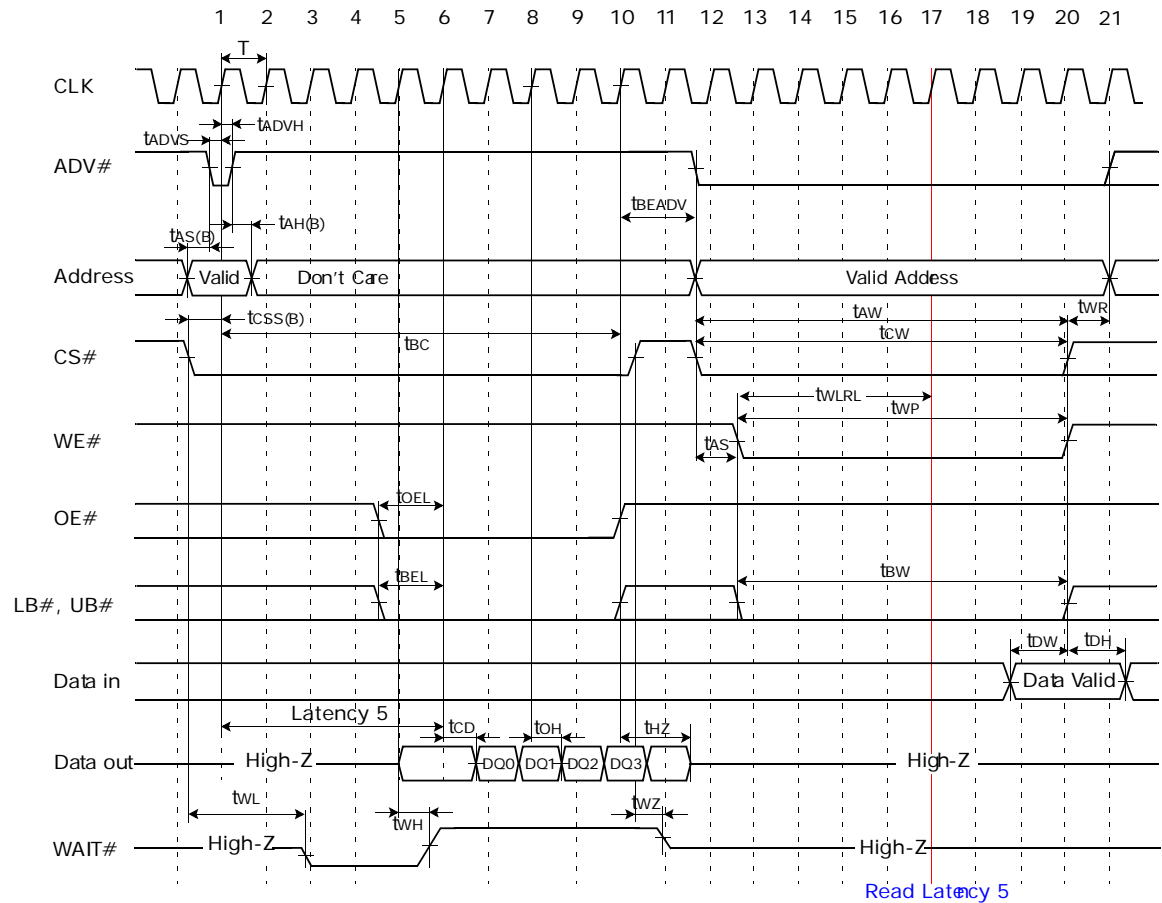 1 2 3 4 5 6 7 8 9 10 11 12 13 14 15 16 17 18 19 20 21
T
CLK
tADVH
tADVS
ADV#
tBEADV
tAH(B)
tAS(B)
Address Valid Don't Care Valid Address
tCSS(B) tAW tWR
tBC tCW
CS#
tWLRL
tWP
WE# tAS
tOEL
OE#
tBEL tBW
LB#, UB#
tDW tDH
Data in Data Valid
Latency 5
tCD tOH tHZ
Data out High-Z DQ0 DQ1 DQ2 DQ3 High-Z
tWL tWH tWZ
WAIT# High-Z High-Z
Read Latency 5